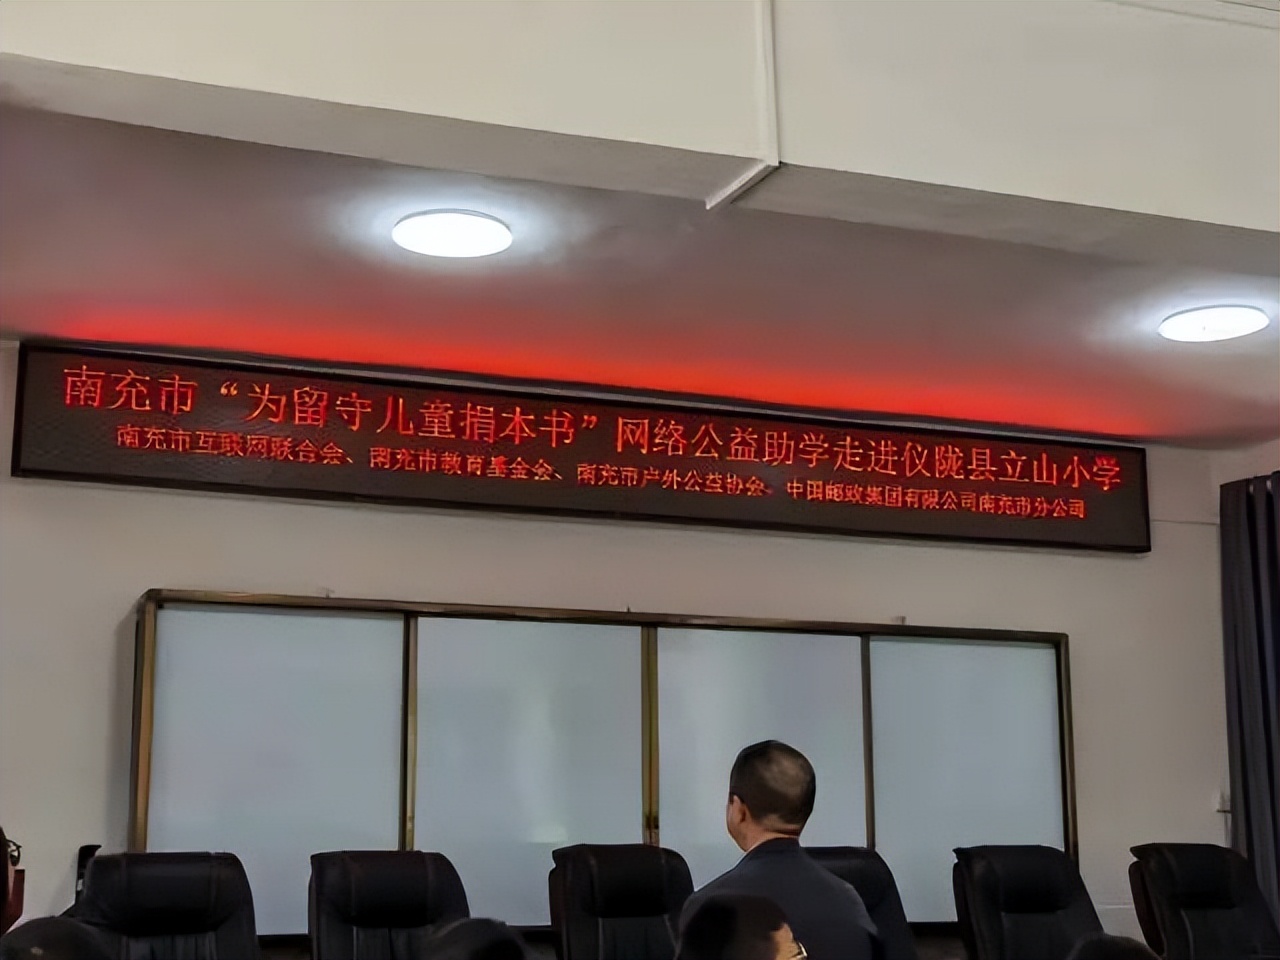 南充市“为留守儿童捐本书”网络公益助学走进仪陇县立山小学
南充市互联网联合会、南充市教育基金会、南充市户外公益协会、中国邮政集团有限公司南充市分公司